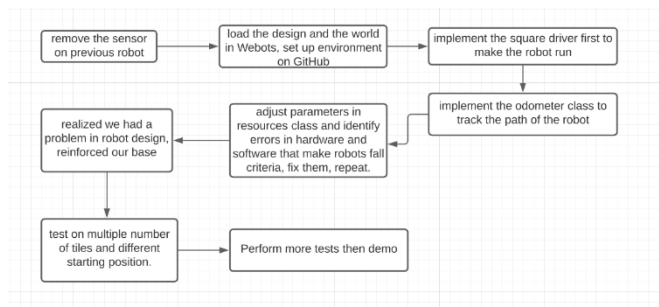 remove the sensor
on previous robot
load the design and the world
in Webots, set up environment
on GitHub
implement the square driver first to
make the robot run
implement the odometer class to
track the path of the robot
adjust parameters in
resources class and identify
errors in hardware and
software that make robots fall
criteria, fix them, repeat.
realized we had a
problem in robot design,
reinforced our base
test on multiple number
of tiles and different
starting position.
Perform more tests then demo